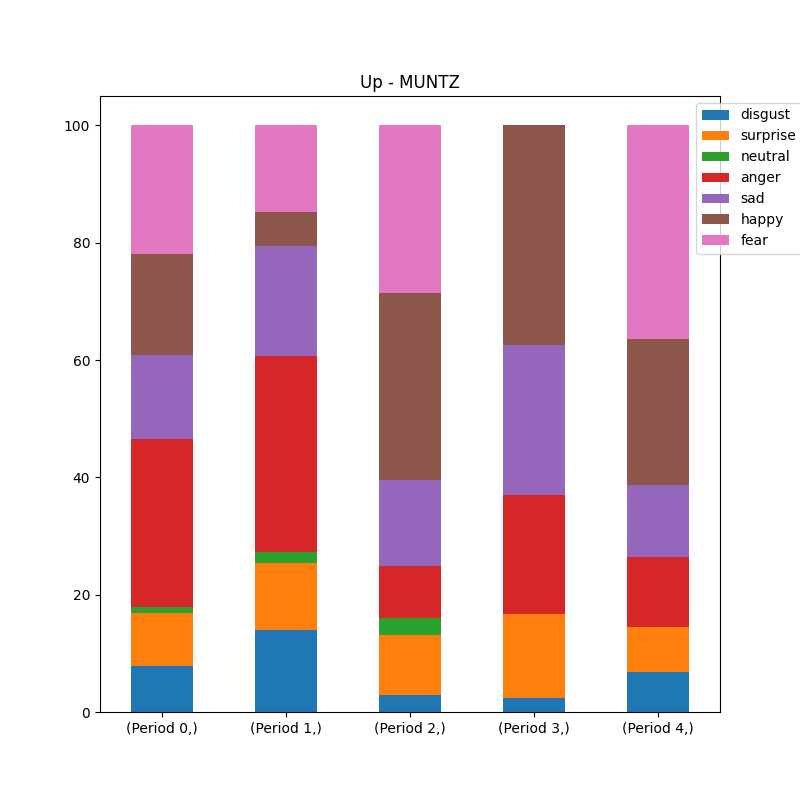 Up - MUNTZ
100
80
60
40
20
0
disgust
surprise
neutral
anger
sad
happy
fear
(Period 0,) (Period 1,) (Period 2,) (Period 3,) (Period 4,)